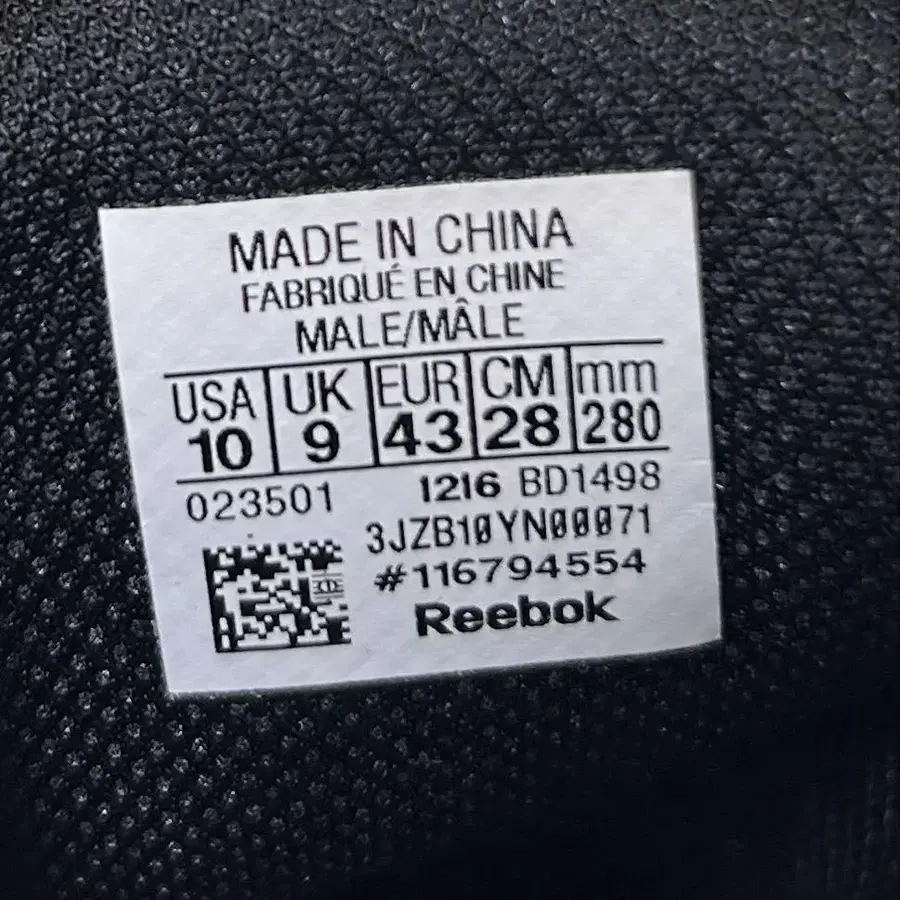 MADE IN CHINA
FABRIQUÉ EN CHINE
MALE/MÂLE
USA UK EUR CM mm
10 9 43 28 280
023501 1216 BD1498
3JZB10YN00071
#116794554
Reebok